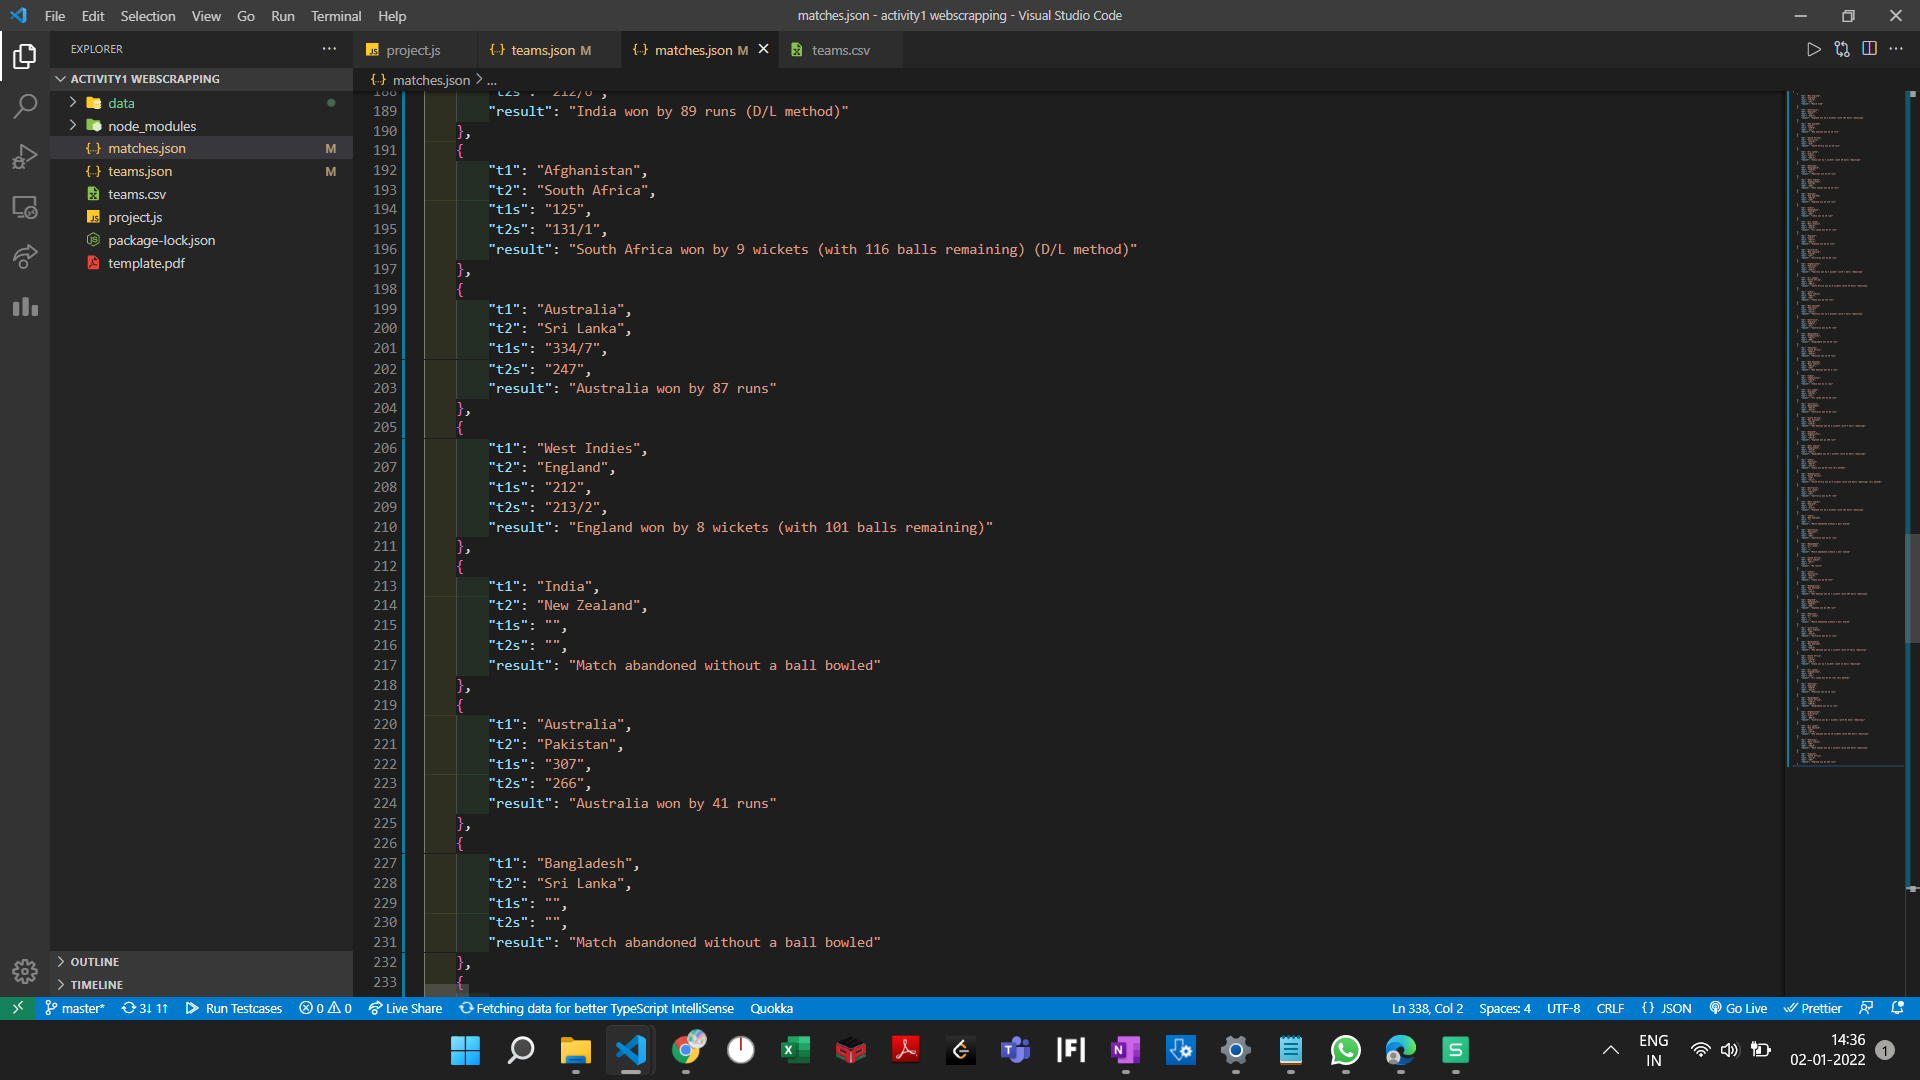 File Edit Selection View Go Run Terminal Help
matches.json - activity1 webscrapping - Visual Studio Code
EXPLORER
project.js
teams.json M
matches.json M
teams.csv
ACTIVITY1 WEBSCRAPPING
matches.json > ...
data
node_modules
matches.json M
teams.json M
teams.csv
project.js
package-lock.json
template.pdf
188 "t2s": "212/6",
189 "result": "India won by 89 runs (D/L method)"
190 },
191 {
192 "t1": "Afghanistan",
193 "t2": "South Africa",
194 "t1s": "125",
195 "t2s": "131/1",
196 "result": "South Africa won by 9 wickets (with 116 balls remaining) (D/L method)"
197 },
198 {
199 "t1": "Australia",
200 "t2": "Sri Lanka",
201 "t1s": "334/7",
202 "t2s": "247",
203 "result": "Australia won by 87 runs"
204 },
205 {
206 "t1": "West Indies",
207 "t2": "England",
208 "t1s": "212",
209 "t2s": "213/2",
210 "result": "England won by 8 wickets (with 101 balls remaining)"
211 },
212 {
213 "t1": "India",
214 "t2": "New Zealand",
215 "t1s": "",
216 "t2s": "",
217 "result": "Match abandoned without a ball bowled"
218 },
219 {
220 "t1": "Australia",
221 "t2": "Pakistan",
222 "t1s": "307",
223 "t2s": "266",
224 "result": "Australia won by 41 runs"
225 },
226 {
227 "t1": "Bangladesh",
228 "t2": "Sri Lanka",
229 "t1s": "",
230 "t2s": "",
231 "result": "Match abandoned without a ball bowled"
232 },
233 {
OUTLINE
TIMELINE
master* 3↓ 1↑ Run Testcases 0 0 Live Share Fetching data for better TypeScript IntelliSense Quokka
Ln 338, Col 2 Spaces: 4 UTF-8 CRLF {} JSON Go Live Prettier
ENG
IN
14:36
02-01-2022
1